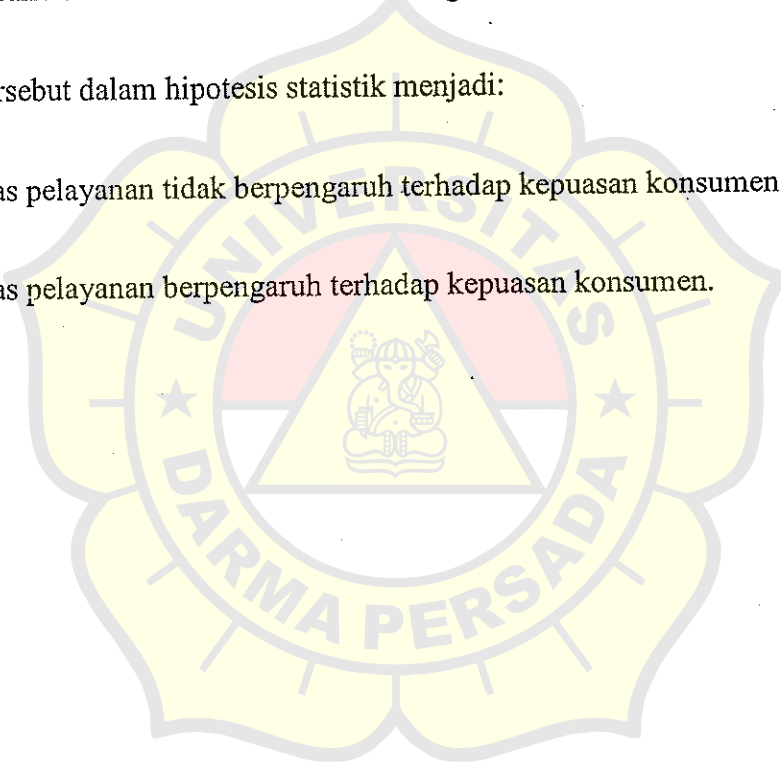 rsebut dalam hipotesis statistik menjadi:
as pelayanan tidak berpengaruh terhadap kepuasan konsumen
as pelayanan berpengaruh terhadap kepuasan konsumen.
UNIVERSITAS
DARMA PERSADA